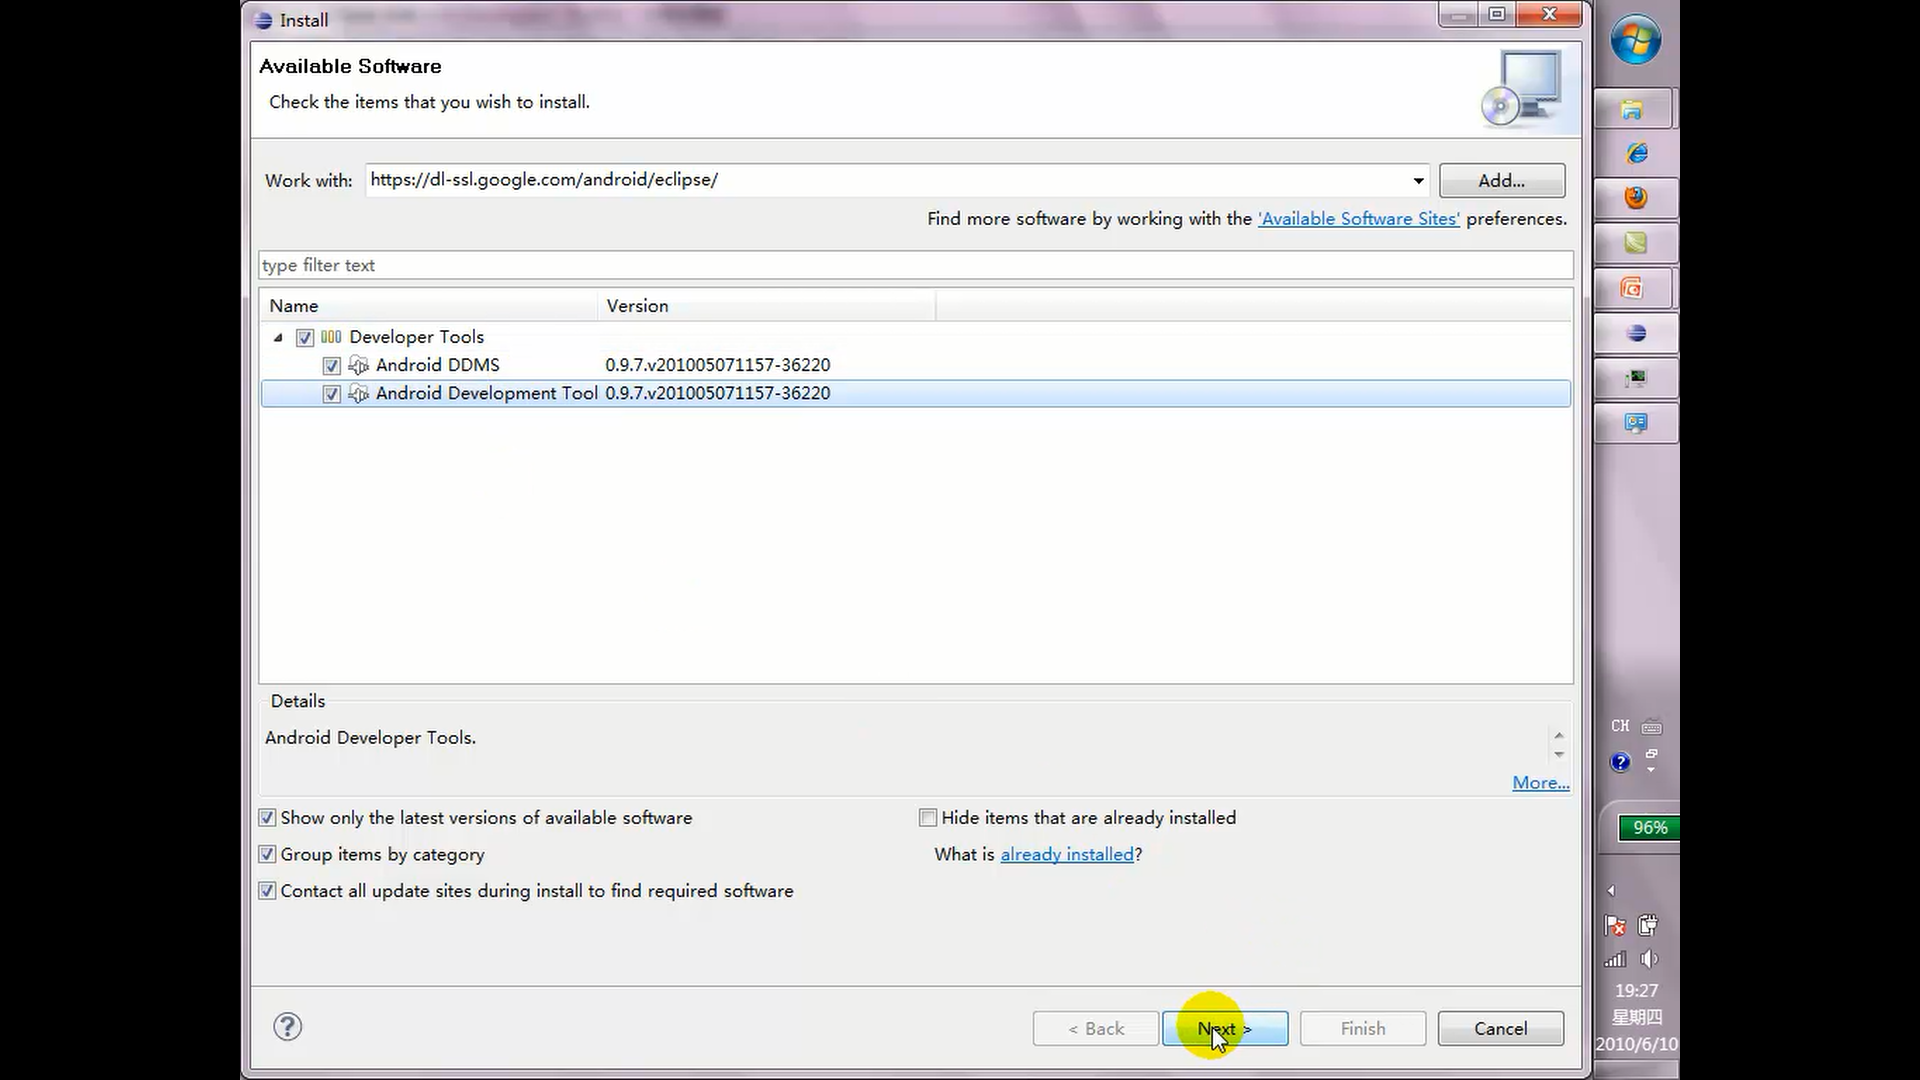 Install
Available Software
Check the items that you wish to install.
Work with: https://dl-ssl.google.com/android/eclipse/ Add...
Find more software by working with the 'Available Software Sites' preferences.
type filter text
Name Version
Developer Tools
Android DDMS 0.9.7.v201005071157-36220
Android Development Tool 0.9.7.v201005071157-36220
Details
Android Developer Tools.
More...
Show only the latest versions of available software
Hide items that are already installed
Group items by category
What is already installed?
Contact all update sites during install to find required software
< Back Next > Finish Cancel
CH
96%
19:27
星期四
2010/6/10